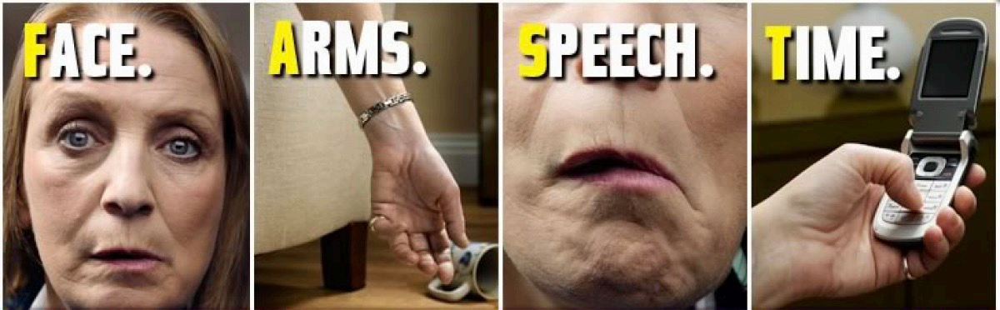 FACE.
ARMS.
SPEECH.
TIME.